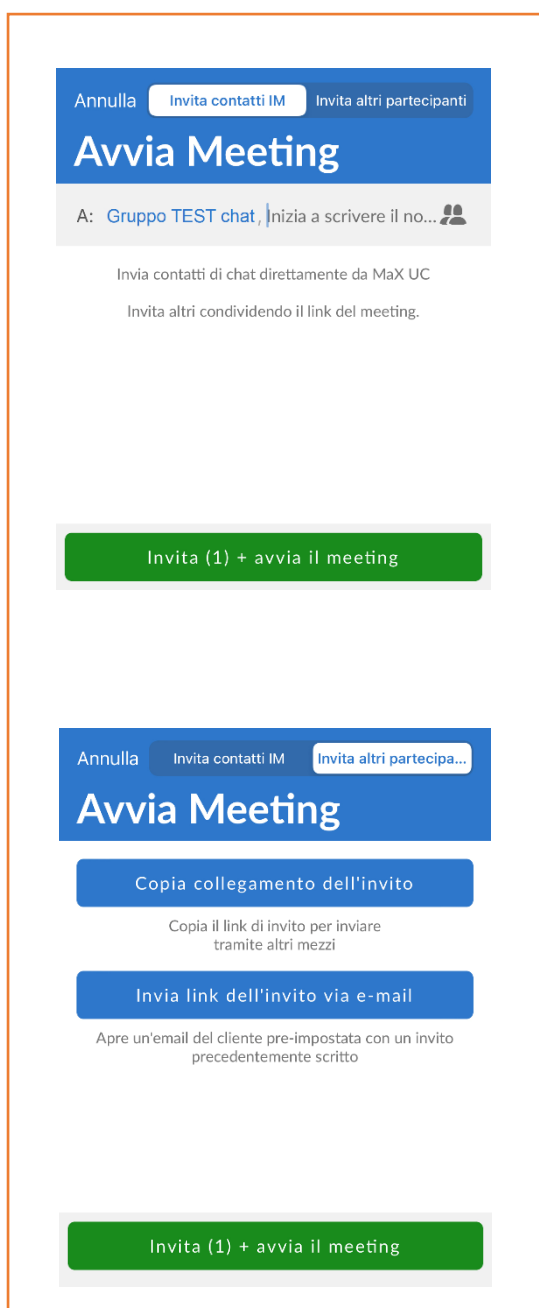 Annulla Invita contatti IM Invita altri partecipanti
Avvia Meeting
A: Gruppo TEST chat, Inizia a scrivere il no...
Invia contatti di chat direttamente da MaX UC
Invita altri condividendo il link del meeting.
Invita (1) + avvia il meeting
Annulla Invita contatti IM Invita altri partecipa...
Avvia Meeting
Copia collegamento dell'invito
Copia il link di invito per inviare
tramite altri mezzi
Invia link dell'invito via e-mail
Apre un'email del cliente pre-impostata con un invito
precedentemente scritto
Invita (1) + avvia il meeting